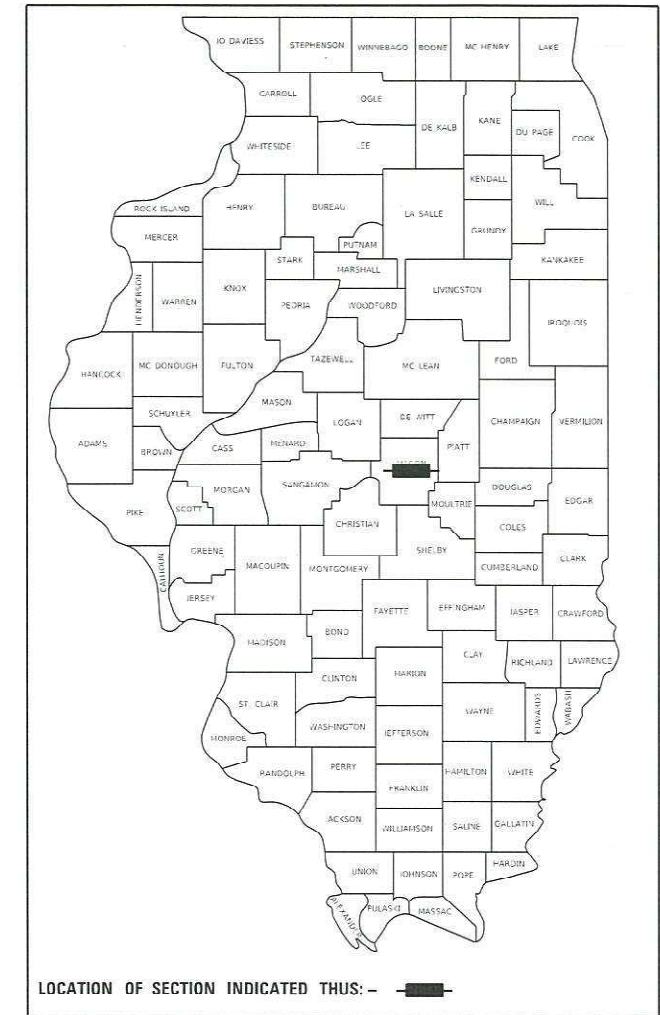 JO DAVIESS STEPHENSON WINNEBAGO BOONE MC HENRY LAKE
CARROLL OGLE
DE KALB KANE DU PAGE COOK
WHITESIDE LEE
KENDALL
ROCK ISLAND HENRY BUREAU LA SALLE GRUNDY WILL
MERCER PUTNAM
STARK MARSHALL KANKAKEE
HENDERSON WARREN KNOX PEORIA WOODFORD LIVINGSTON
IROQUOIS
HANCOCK MC DONOUGH FULTON TAZEWELL MC LEAN FORD
MASON
SCHUYLER LOGAN DE WITT CHAMPAIGN VERMILION
ADAMS BROWN CASS MENARD PIATT
MORGAN SANGAMON DOUGLAS
PIKE SCOTT MOULTRIE EDGAR
CHRISTIAN COLES
GREENE SHELBY
CALHOUN MACOUPIN MONTGOMERY CUMBERLAND CLARK
JERSEY
FAYETTE EFFINGHAM JASPER CRAWFORD
MADISON BOND
CLAY RICHLAND LAWRENCE
CLINTON MARION
ST. CLAIR WAYNE EDWARDS WABASH
MONROE WASHINGTON JEFFERSON
RANDOLPH PERRY HAMILTON WHITE
FRANKLIN
ACKSON WILLIAMSON SALINE GALLATIN
UNION JOHNSON POPE HARDIN
ALEXANDER PULASKI MASSAC
LOCATION OF SECTION INDICATED THUS: –